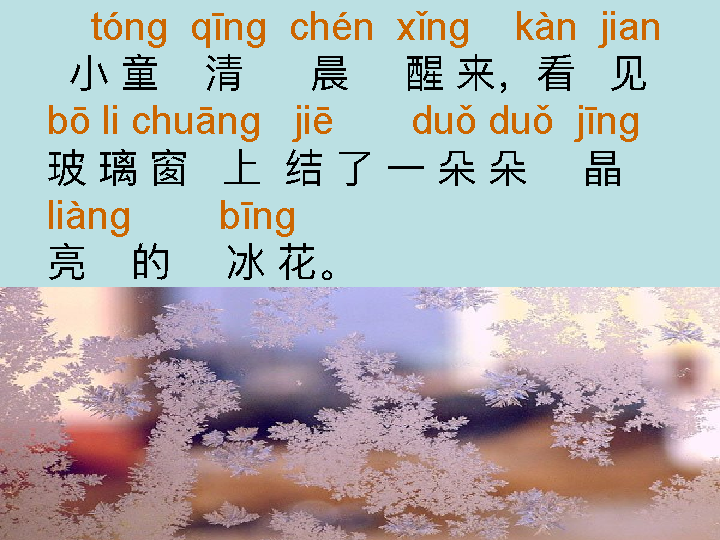 tóng qīng chén xǐng kàn jian
小童 清 晨 醒来，看 见
bō li chuāng jiē duǒ duǒ jīng
玻璃窗 上 结了一朵朵 晶
liàng bīng
亮 的 冰花。